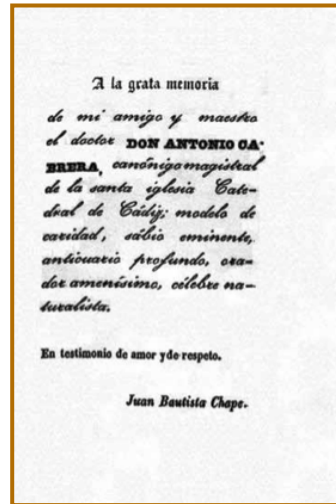 A la grata memoria
de mi amigo y maestro
el doctor DON ANTONIO CA-
BRERA, canónigo magistral
de la santa iglesia Cate-
dral de Cádiz; modelo de
caridad, sábio eminente,
anticuario profundo, ora-
dor amenísimo, célebre na-
turalista.
En testimonio de amor y de respeto.
Juan Bautista Chape.